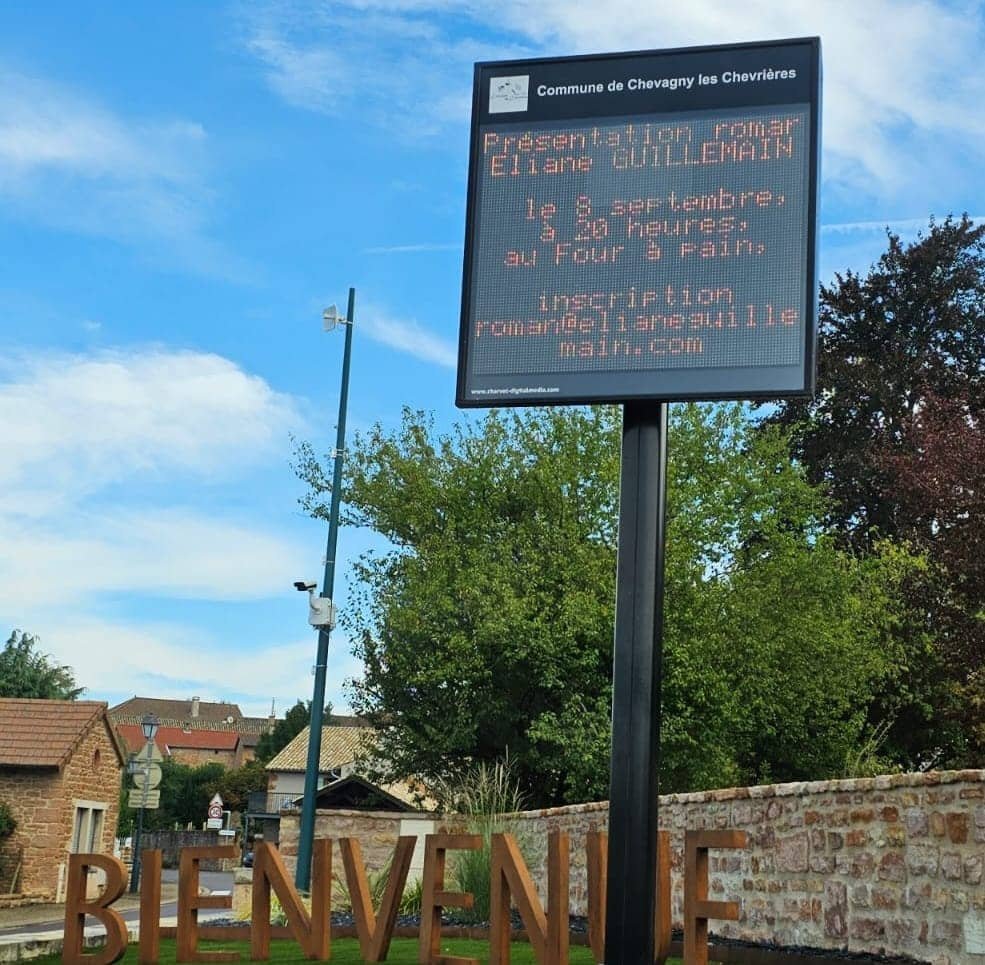 Commune de Chevagny les Chevrières
Présentation roman
Eliane GUILLEMAIN
le 8 septembre,
à 20 heures,
au Four à pain,
inscription
roman@elianeguille
main.com
www.charvet-digitalmedia.com
BIENVENUE